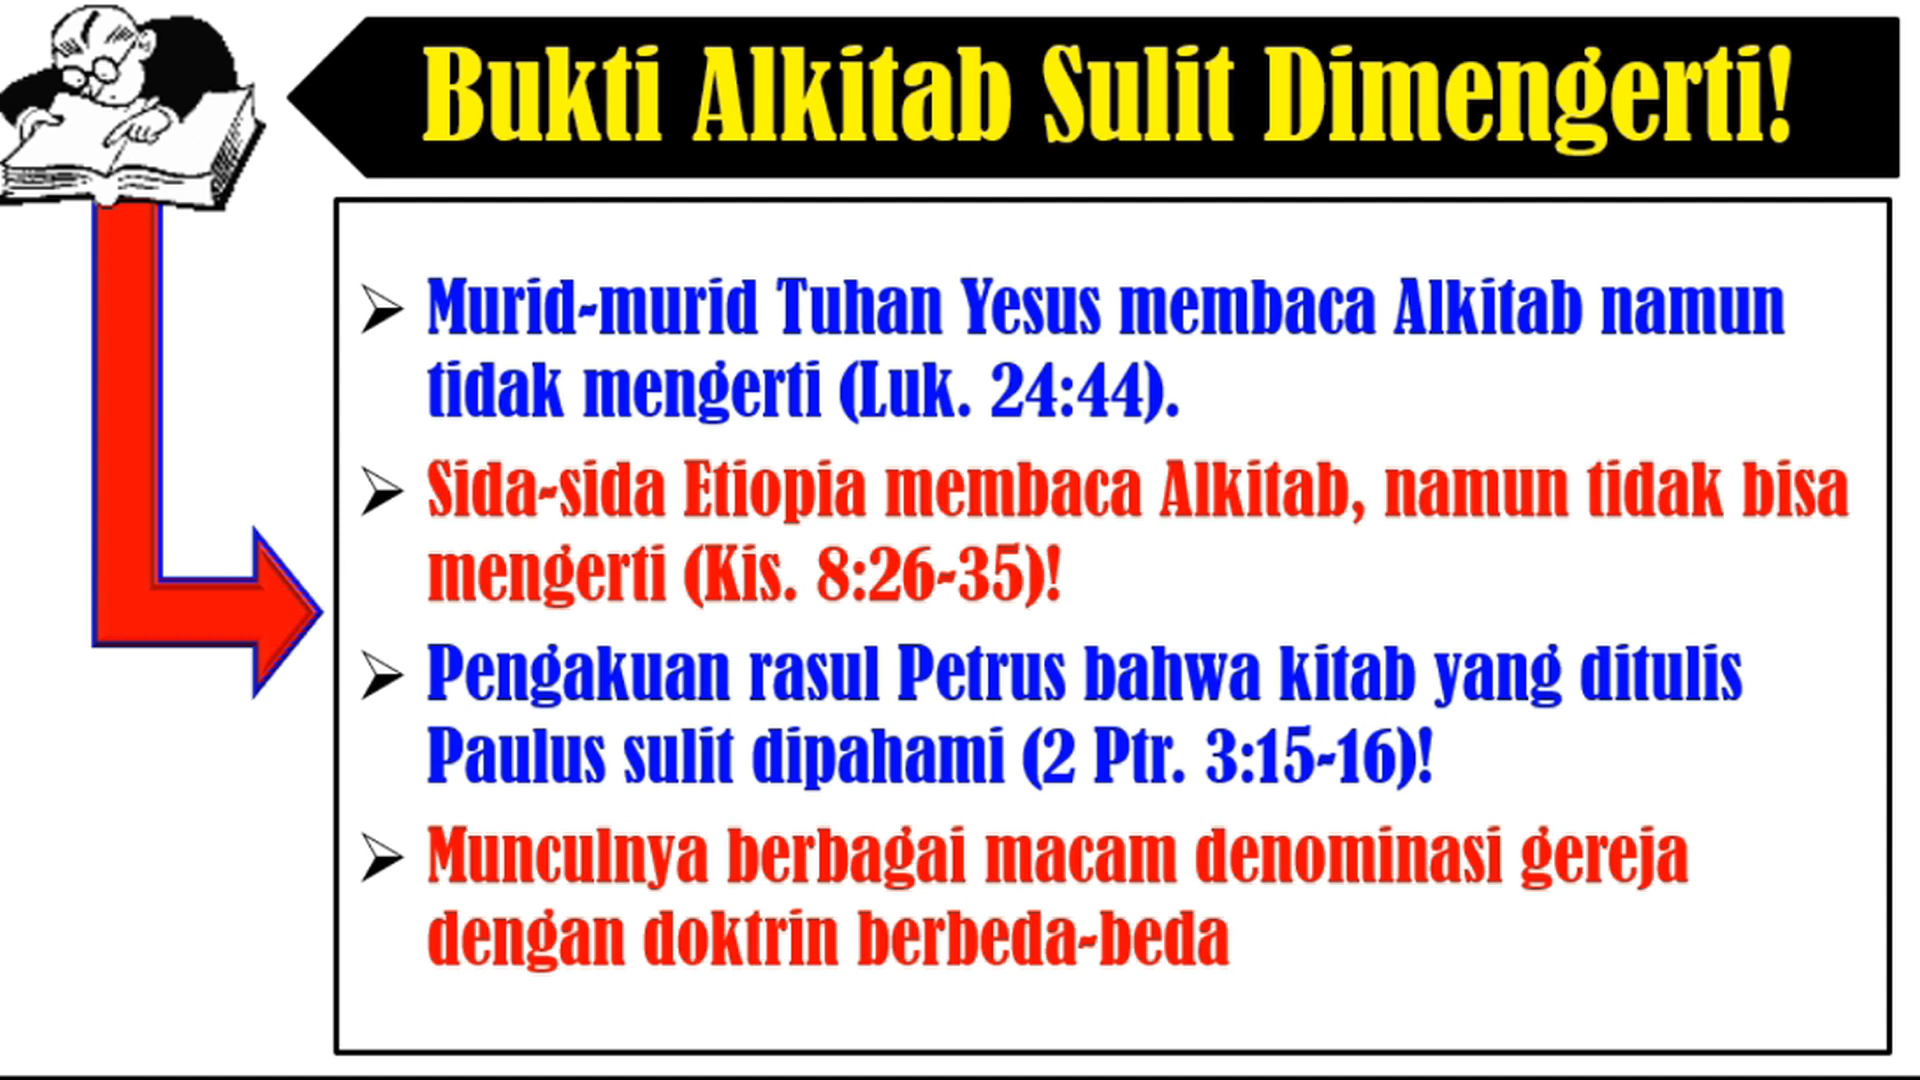 Bukti Alkitab Sulit Dimengerti!
Murid-murid Tuhan Yesus membaca Alkitab namun
tidak mengerti (Luk. 24:44).
Sida-sida Etiopia membaca Alkitab, namun tidak bisa
mengerti (Kis. 8:26-35)!
Pengakuan rasul Petrus bahwa kitab yang ditulis
Paulus sulit dipahami (2 Ptr. 3:15-16)!
Munculnya berbagai macam denominasi gereja
dengan doktrin berbeda-beda